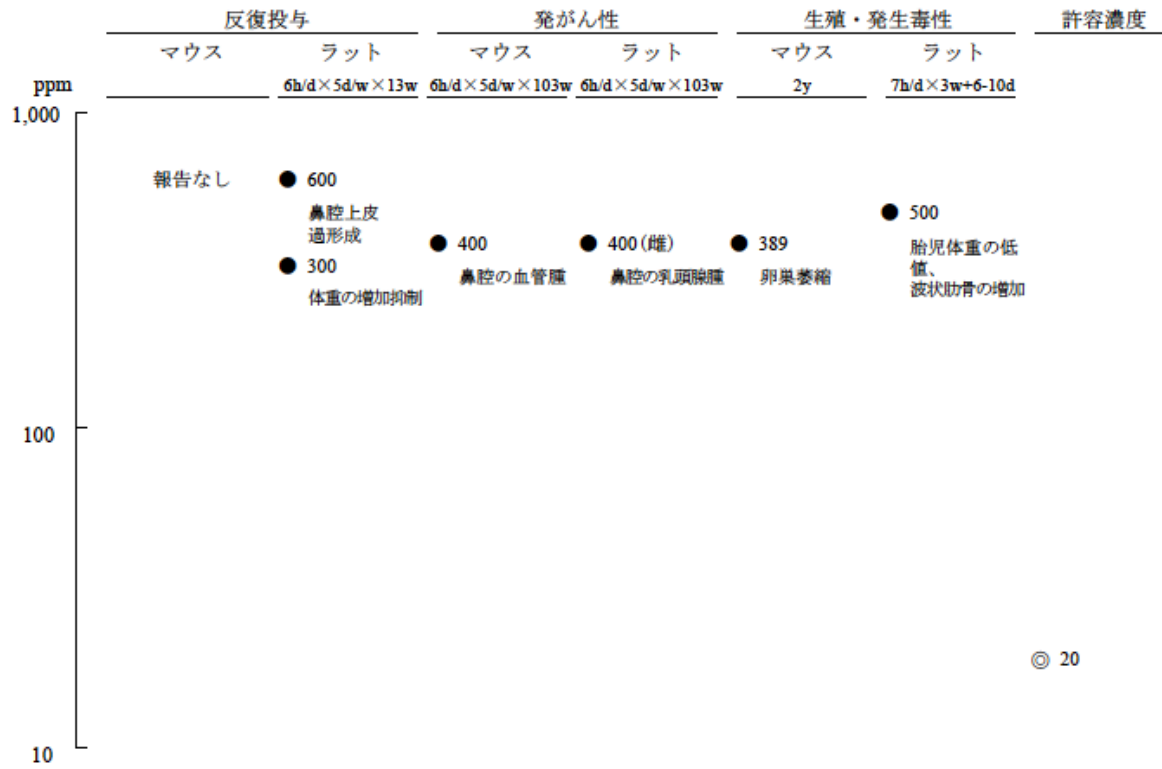 反復投与 発がん性 生殖・発生毒性 許容濃度
マウス ラット マウス ラット マウス ラット
ppm 6h/d×5d/w×13w 6h/d×5d/w×103w 6h/d×5d/w×103w 2y 7h/d×3w+6-10d
1,000
報告なし ● 600
鼻腔上皮
過形成
● 300
体重の増加抑制
● 400
鼻腔の血管腫
● 400(雌)
鼻腔の乳頭腺腫
● 389
卵巣萎縮
● 500
胎児体重の低
値、
波状肋骨の増加
100
◎ 20
10